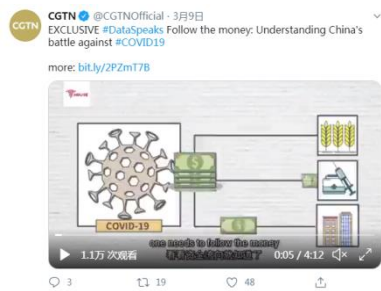 CGTN
CGTN @CGTNOfficial · 3月9日
EXCLUSIVE #DataSpeaks Follow the money: Understanding China's
battle against #COVID19
more: bit.ly/2PZmT7B
COVID-19
one needs to follow the money
1.1万 次观看
0:05 / 4:12
3
19
48